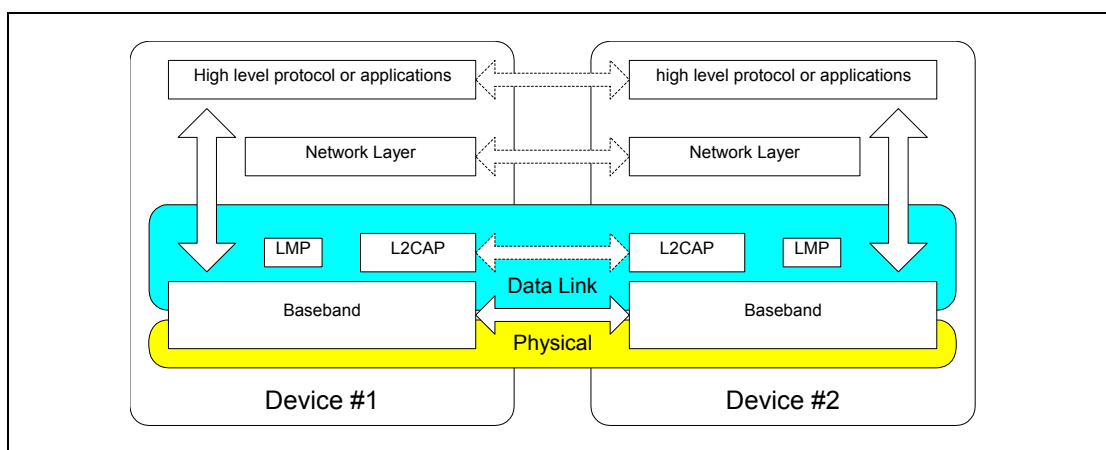 High level protocol or applications
high level protocol or applications
Network Layer
Network Layer
LMP
L2CAP
L2CAP
LMP
Data Link
Baseband
Baseband
Physical
Device #1
Device #2